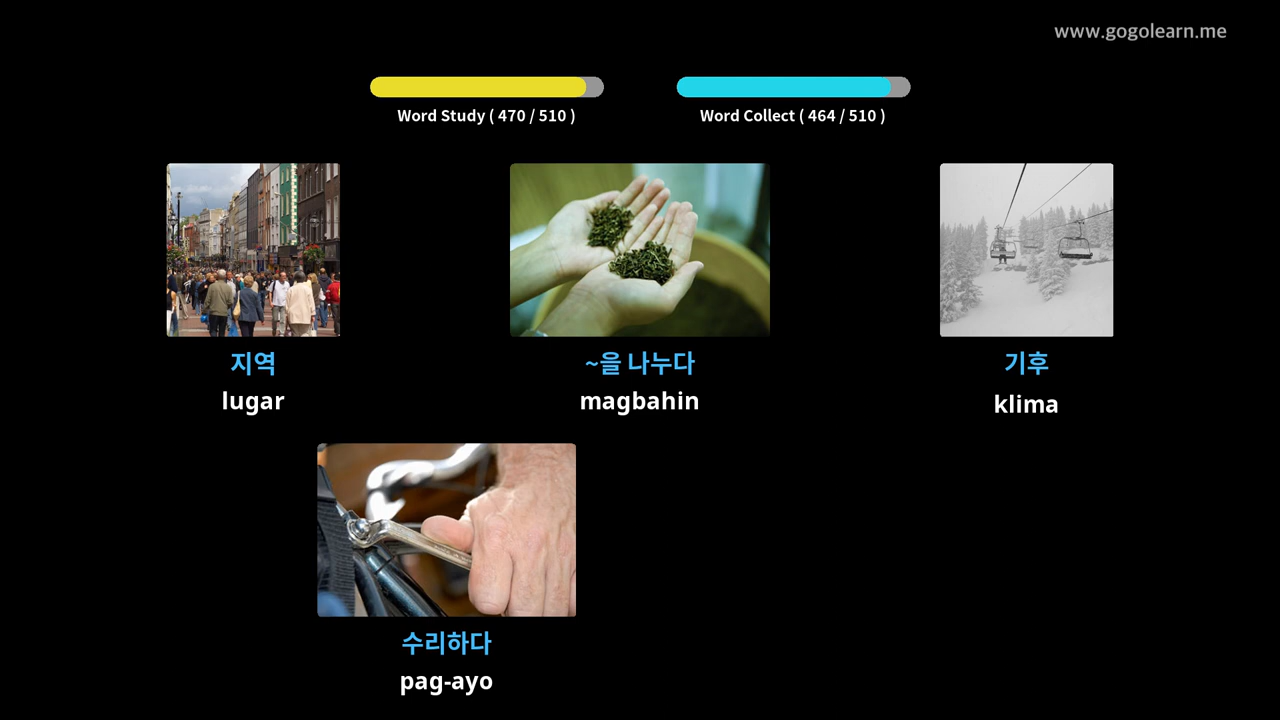 www.gogolearn.me
Word Study ( 470 / 510 )
Word Collect ( 464 / 510 )
지역
lugar
~을 나누다
magbahin
기후
klima
수리하다
pag-ayo